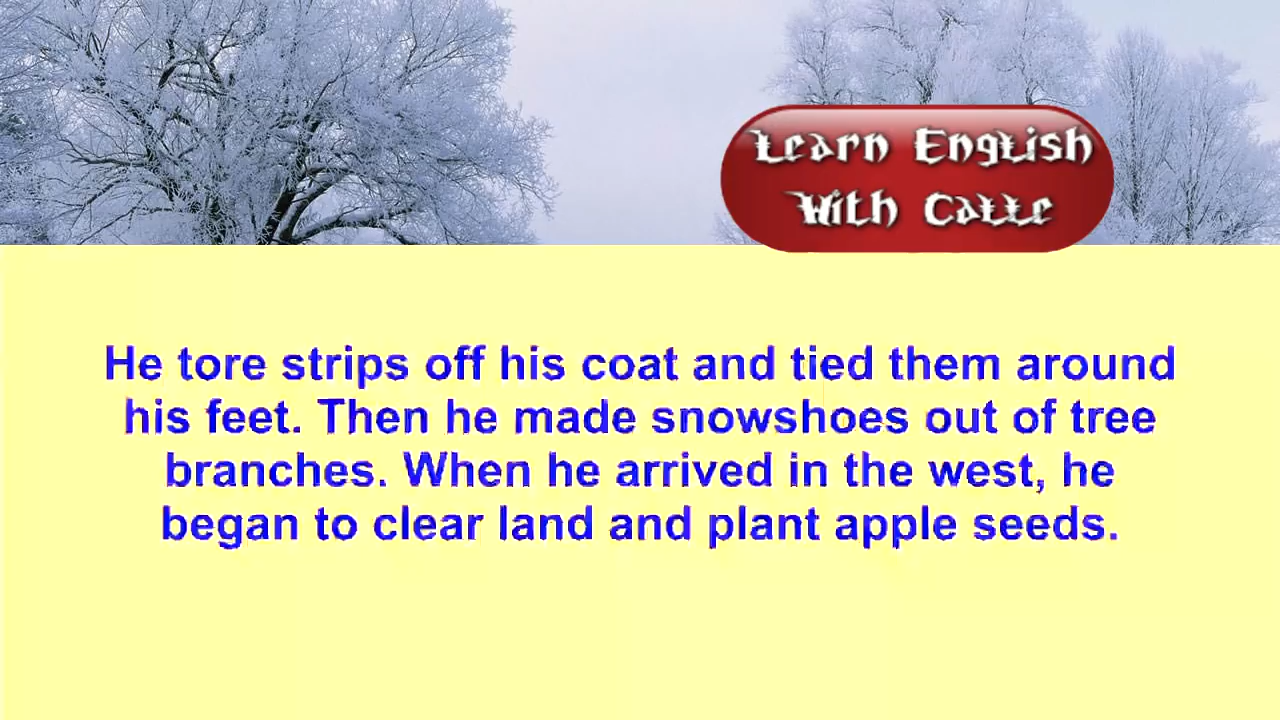 Learn English
With Catte
He tore strips off his coat and tied them around
his feet. Then he made snowshoes out of tree
branches. When he arrived in the west, he
began to clear land and plant apple seeds.